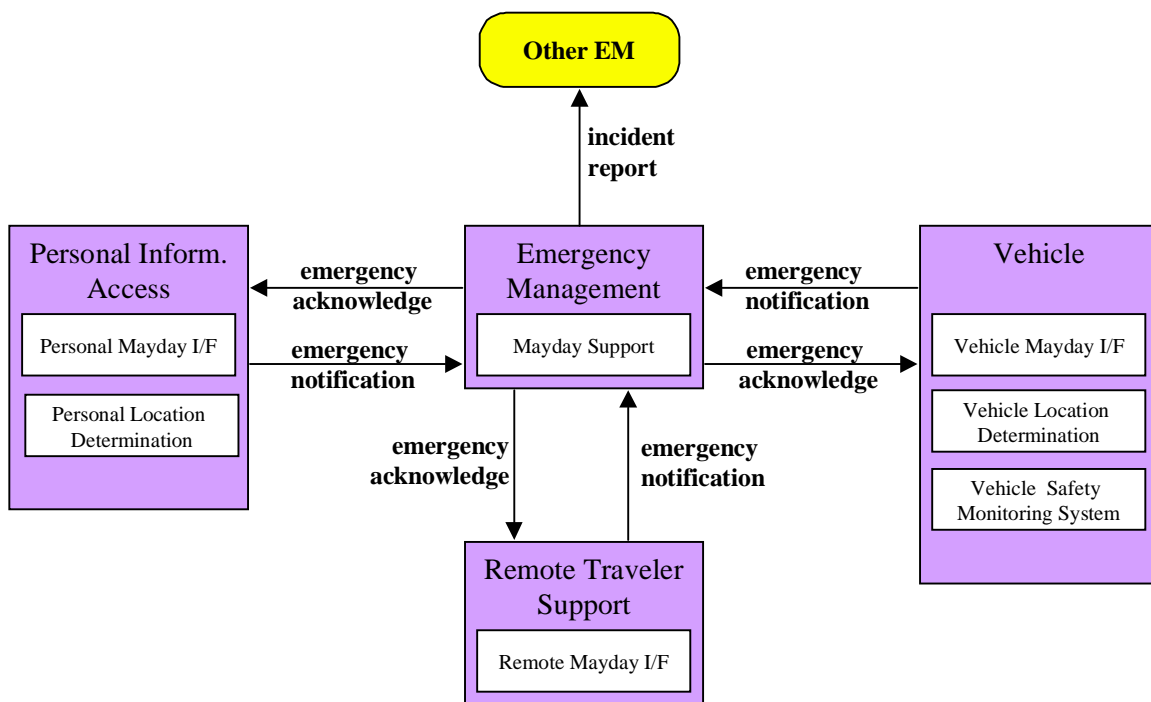 Other EM
incident
report
Personal Inform.
Access
Personal Mayday I/F
Personal Location
Determination
emergency
acknowledge
emergency
notification
Emergency
Management
Mayday Support
emergency
notification
emergency
acknowledge
Vehicle
Vehicle Mayday I/F
Vehicle Location
Determination
Vehicle Safety
Monitoring System
emergency
acknowledge
emergency
notification
Remote Traveler
Support
Remote Mayday I/F